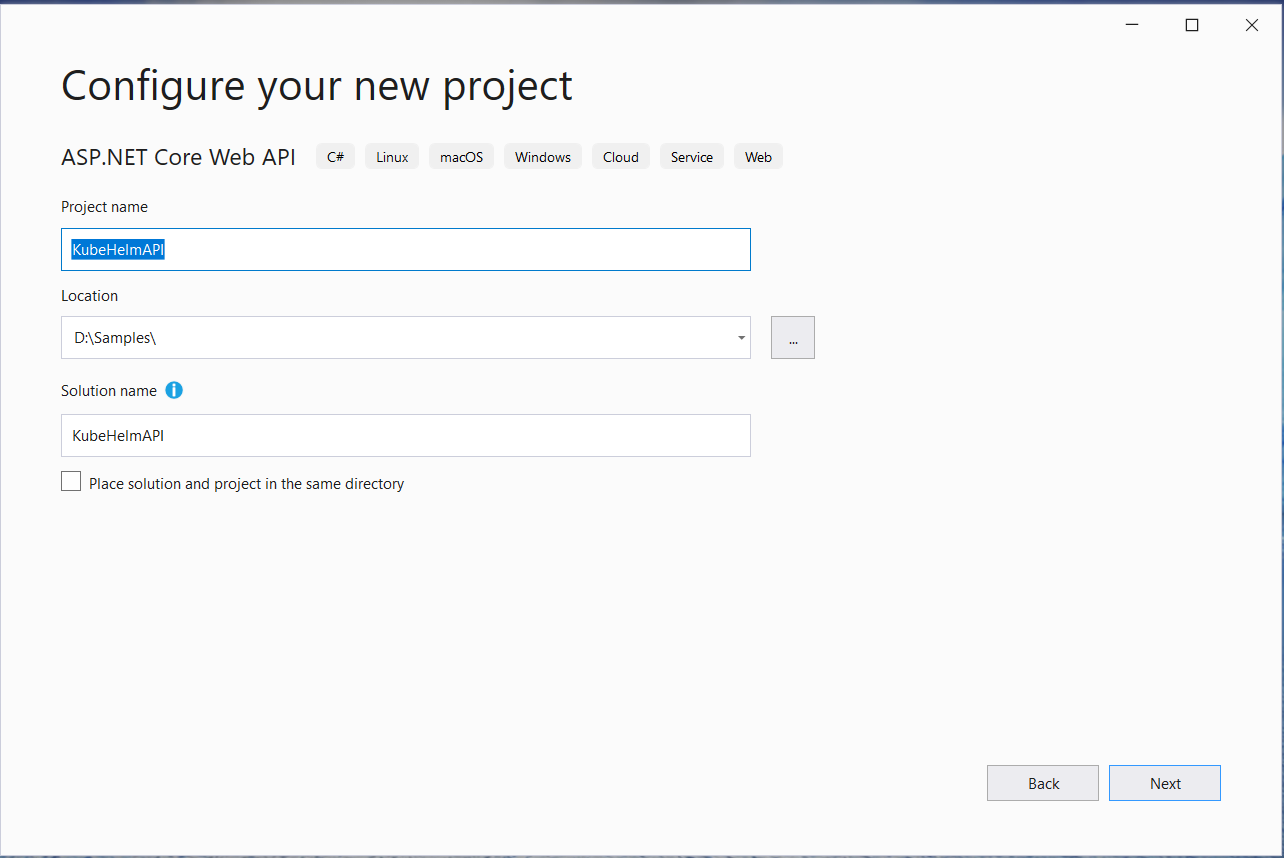 Configure your new project
ASP.NET Core Web API C# Linux macOS Windows Cloud Service Web
Project name
KubeHelmAPI
Location
D:\Samples\
...
Solution name
KubeHelmAPI
Place solution and project in the same directory
Back Next